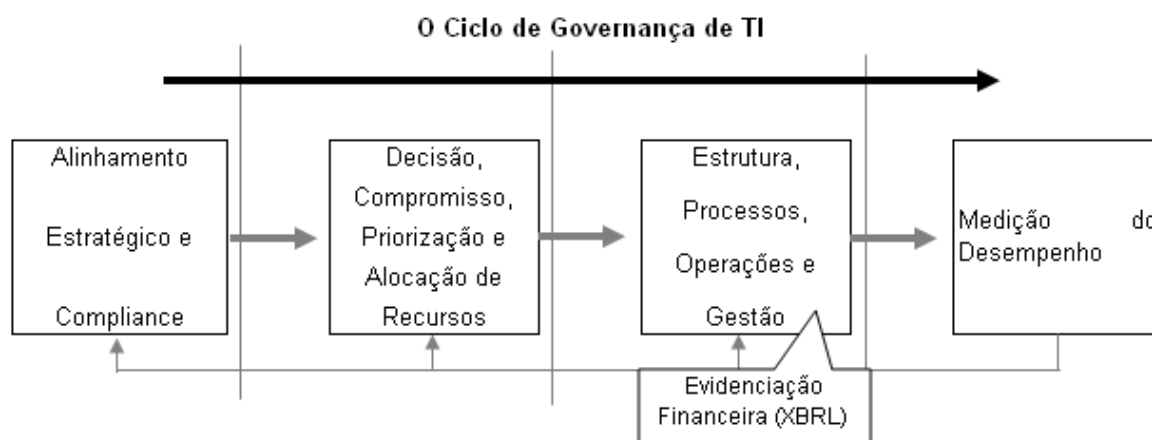 O Ciclo de Governança de TI
Alinhamento
Estratégico e
Compliance
Decisão,
Compromisso,
Priorização e
Alocação de
Recursos
Estrutura,
Processos,
Operações e
Gestão
Medição do
Desempenho
Evidenciação
Financeira (XBRL)